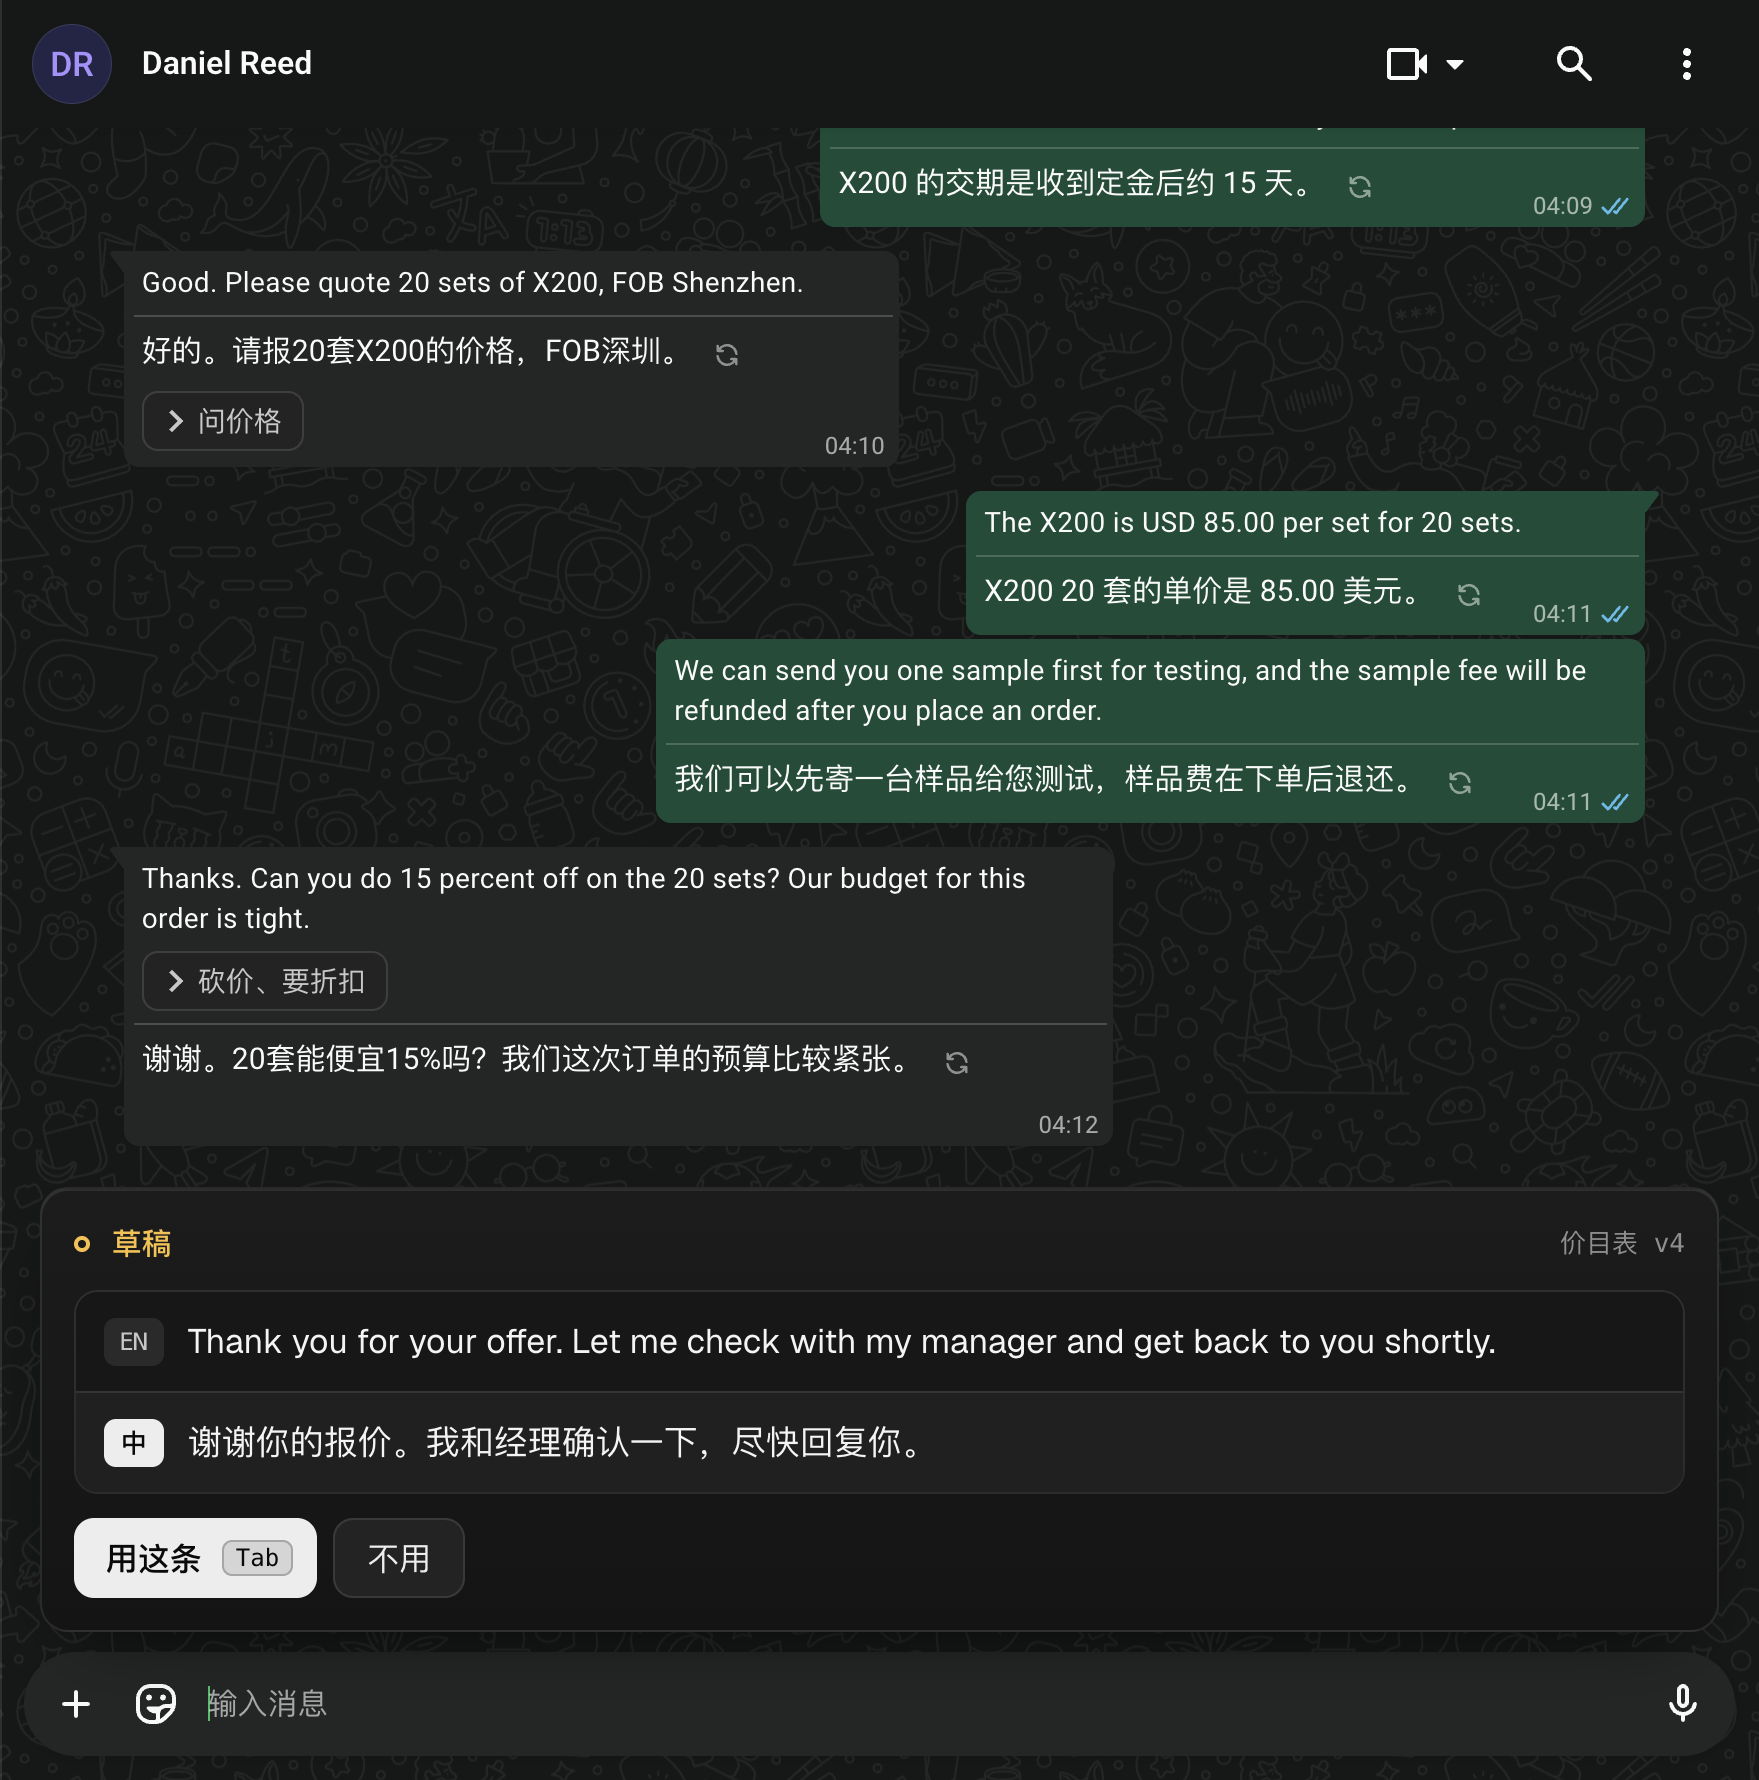 DR
Daniel Reed
X200 的交期是收到定金后约 15 天。
04:09
Good. Please quote 20 sets of X200, FOB Shenzhen.
好的。请报20套X200的价格，FOB深圳。
问价格
04:10
The X200 is USD 85.00 per set for 20 sets.
X200 20 套的单价是 85.00 美元。
04:11
We can send you one sample first for testing, and the sample fee will be
refunded after you place an order.
我们可以先寄一台样品给您测试，样品费在下单后退还。
04:11
Thanks. Can you do 15 percent off on the 20 sets? Our budget for this
order is tight.
砍价、要折扣
谢谢。20套能便宜15%吗？我们这次订单的预算比较紧张。
04:12
草稿
价目表 v4
EN Thank you for your offer. Let me check with my manager and get back to you shortly.
中 谢谢你的报价。我和经理确认一下，尽快回复你。
用这条 Tab 不用
输入消息